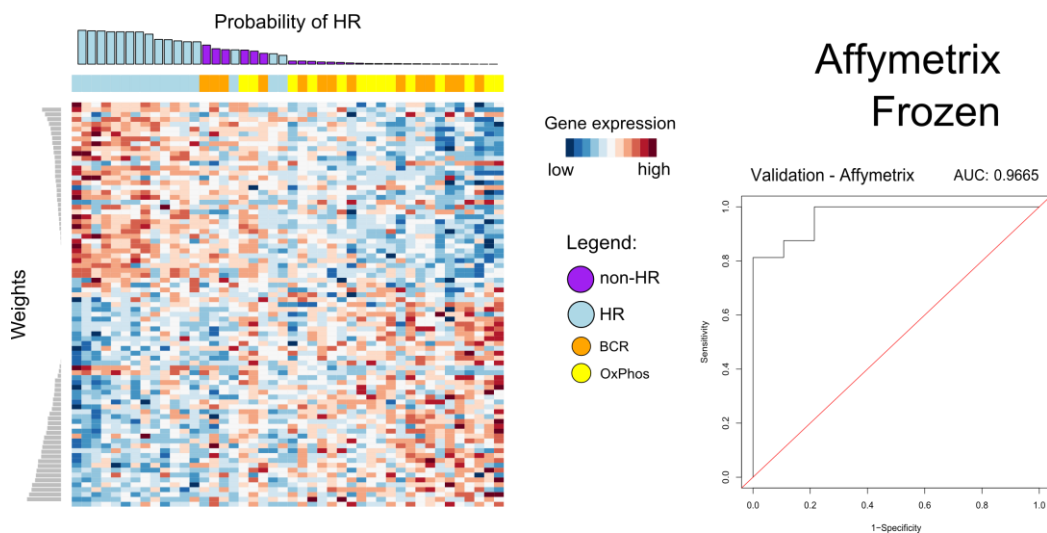 Probability of HR
Weights
Gene expression
low high
Legend:
non-HR
HR
BCR
OxPhos
Affymetrix
Frozen
Validation - Affymetrix AUC: 0.9665
Sensitivity
1.0
0.8
0.6
0.4
0.2
0.0
0.0 0.2 0.4 0.6 0.8 1.0
1−Specificity